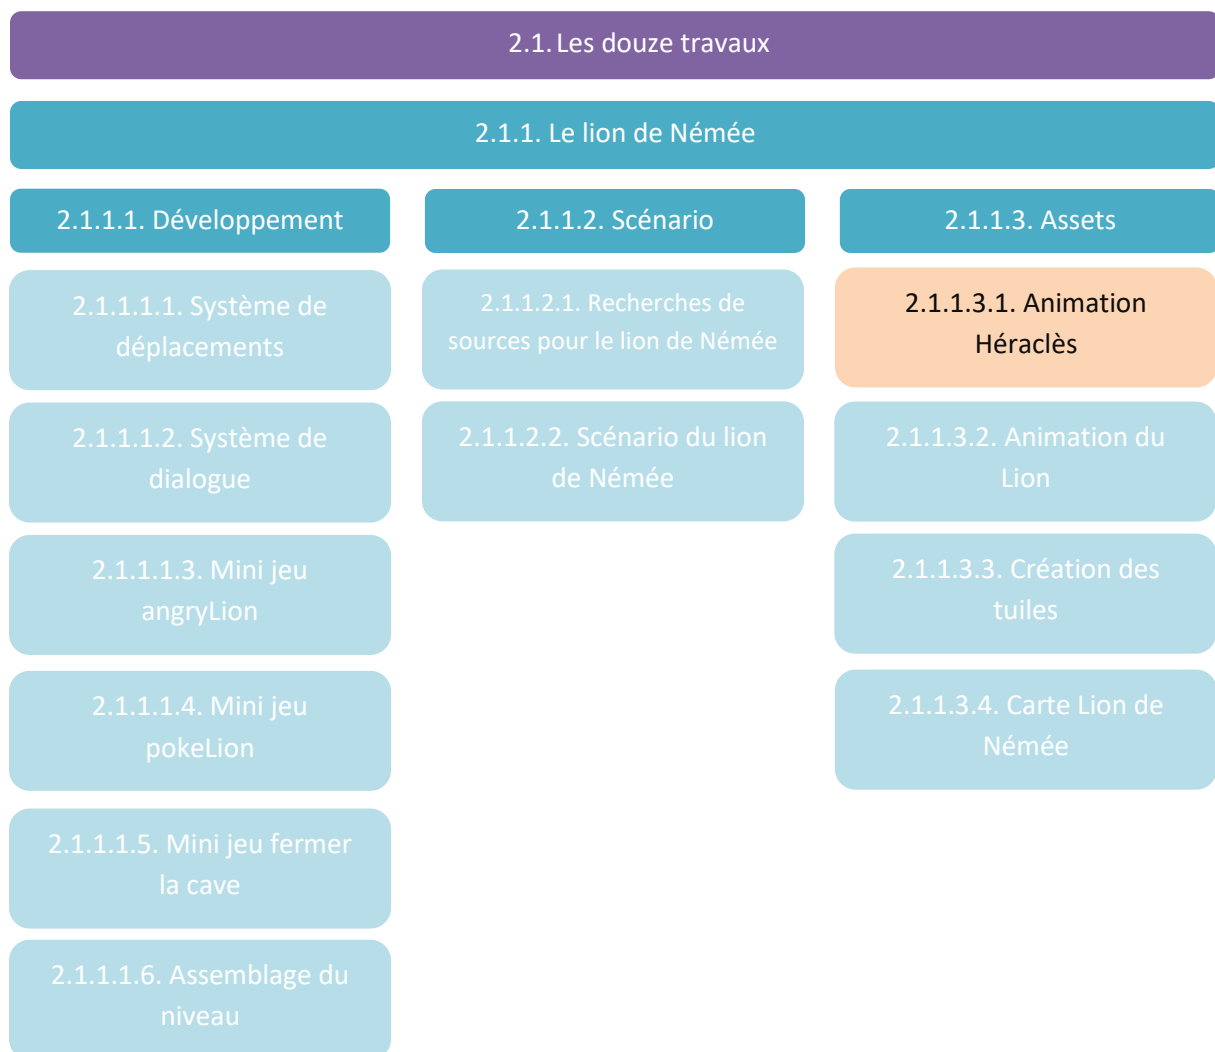 2.1. Les douze travaux
2.1.1. Le lion de Némée
2.1.1.1. Développement
2.1.1.1.1. Système de
déplacements
2.1.1.1.2. Système de
dialogue
2.1.1.1.3. Mini jeu
angryLion
2.1.1.1.4. Mini jeu
pokeLion
2.1.1.1.5. Mini jeu fermer
la cave
2.1.1.1.6. Assemblage du
niveau
2.1.1.2. Scénario
2.1.1.2.1. Recherches de
sources pour le lion de Némée
2.1.1.2.2. Scénario du lion
de Némée
2.1.1.3. Assets
2.1.1.3.1. Animation
Héraclès
2.1.1.3.2. Animation du
Lion
2.1.1.3.3. Création des
tuiles
2.1.1.3.4. Carte Lion de
Némée